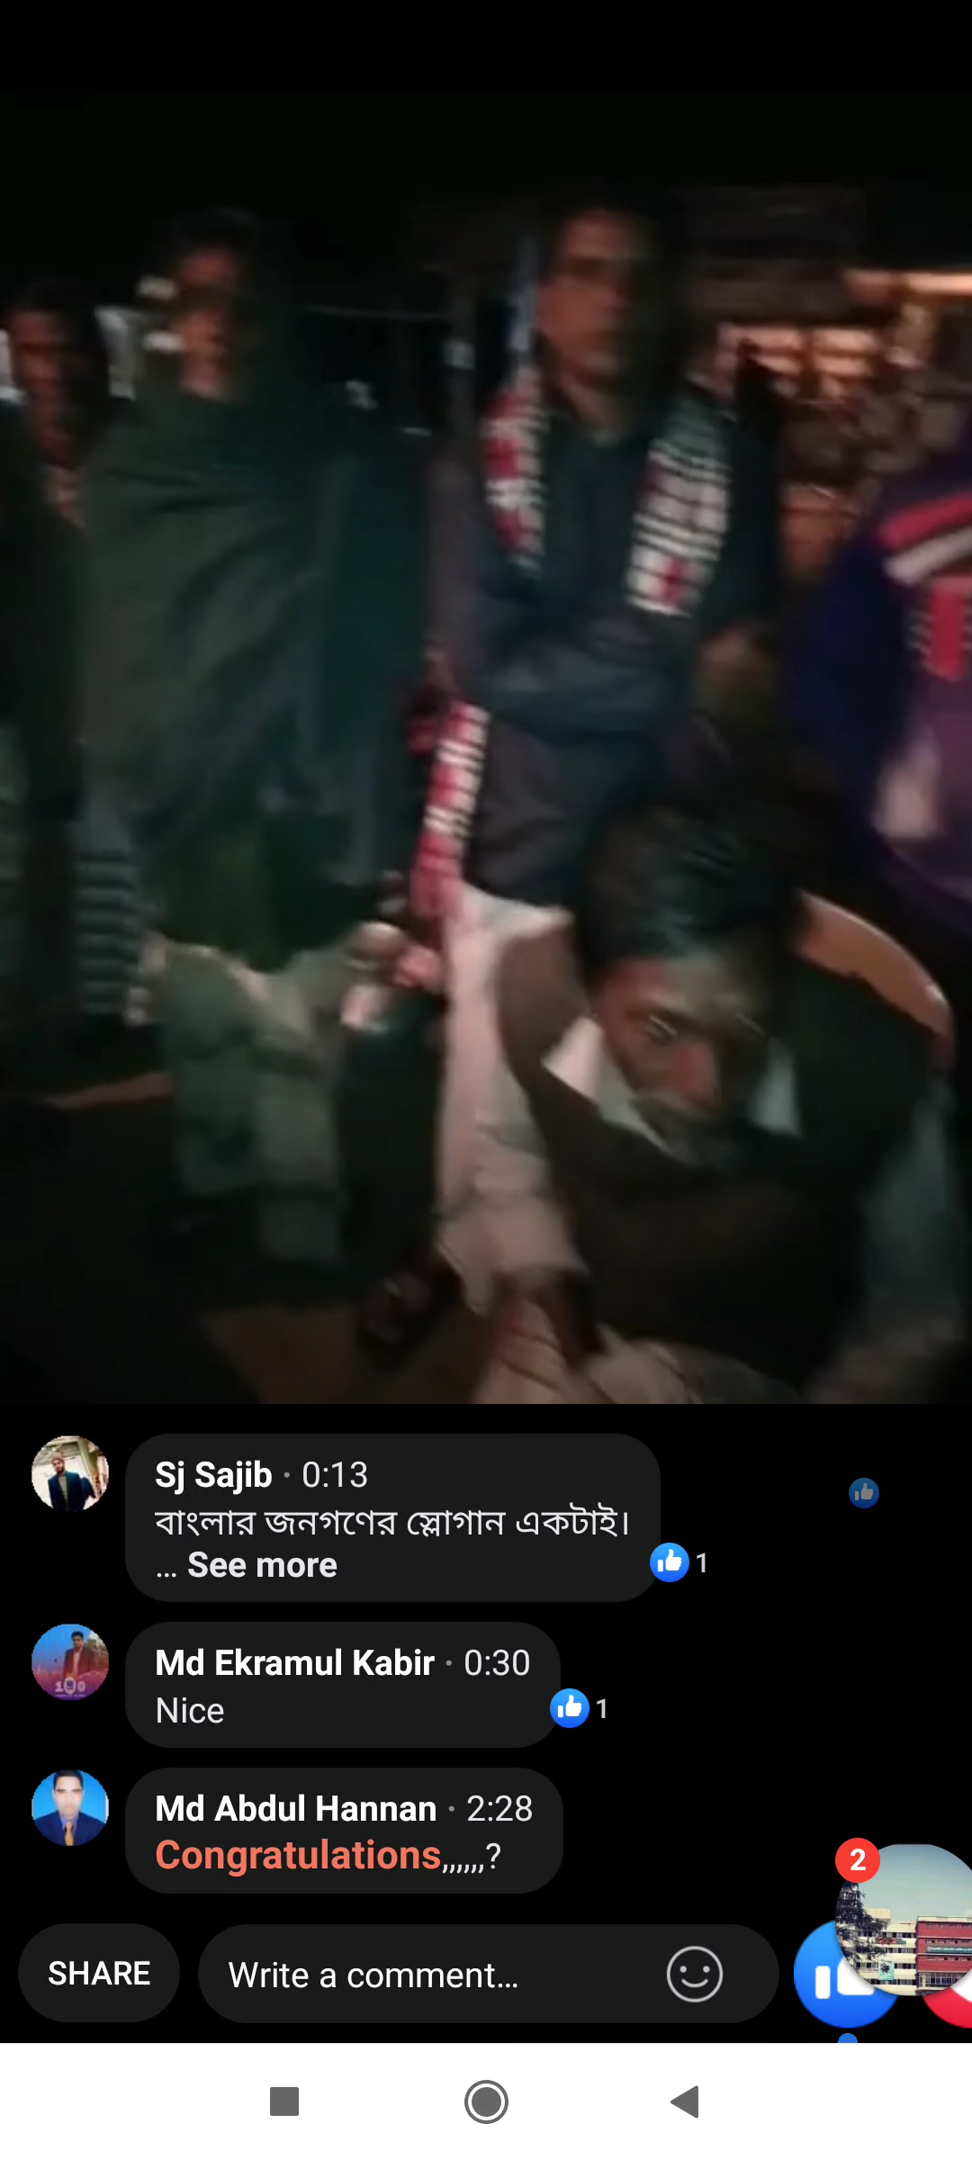 Sj Sajib · 0:13
বাংলার জনগণের স্লোগান একটাই।
... See more
1
Md Ekramul Kabir · 0:30
Nice
1
Md Abdul Hannan · 2:28
Congratulations,,,,,,?
2
SHARE
Write a comment...